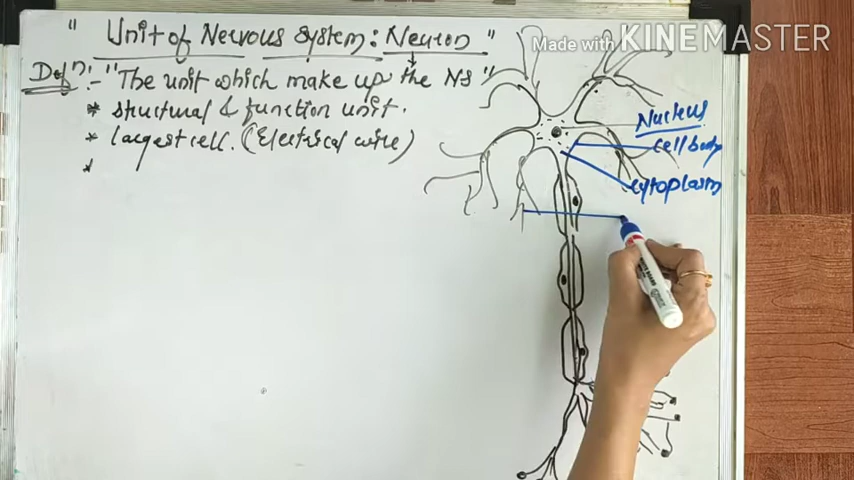 " Unit of Nervous System: Neuron "
Defⁿ:- "The unit which make up the NS"
* structural & function unit.
* largest cell. (Electrical wire)
*
Nucleus
cell body
cytoplasm
Made with KINEMASTER